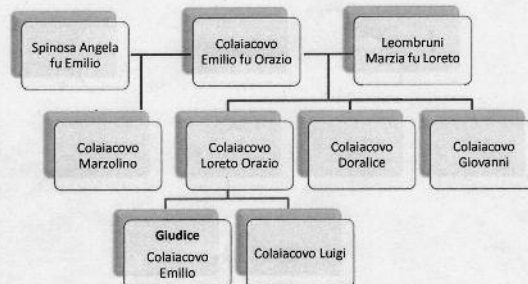 Spinosa Angela
fu Emilio
Colaiacovo
Emilio fu Orazio
Leombruni
Marzia fu Loreto
Colaiacovo
Marzolino
Colaiacovo
Loreto Orazio
Colaiacovo
Doralice
Colaiacovo
Giovanni
Giudice
Colaiacovo
Emilio
Colaiacovo Luigi